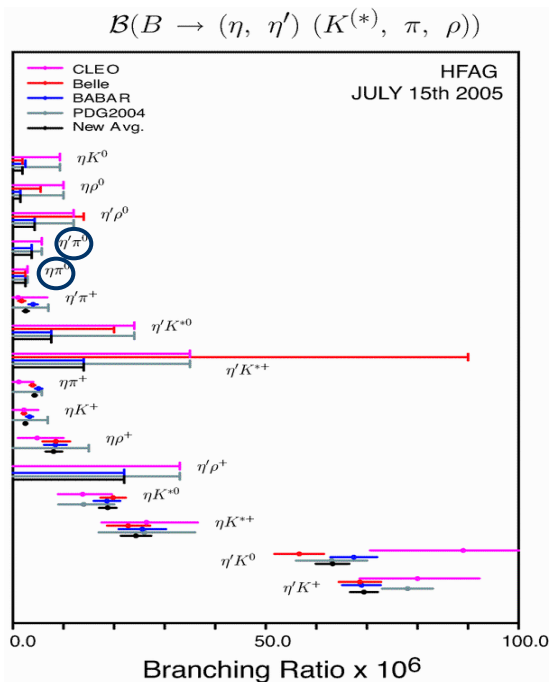 B(B → (η, η′) (K^(*), π, ρ))
HFAG
JULY 15th 2005
CLEO
Belle
BABAR
PDG2004
New Avg.
ηK⁰
ηρ⁰
η′ρ⁰
η′π⁰
ηπ⁰
η′π⁺
η′K*⁰
η′K*⁺
ηπ⁺
ηK⁺
ηρ⁺
η′ρ⁺
ηK*⁰
ηK*⁺
η′K⁰
η′K⁺
0.0 50.0 100.0
Branching Ratio x 10⁶